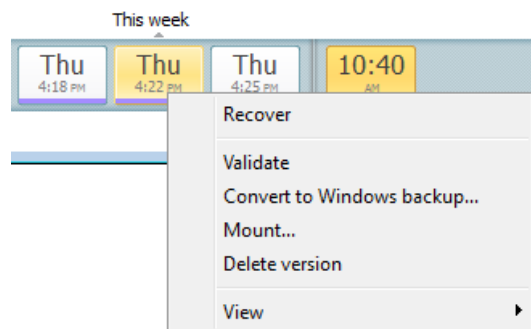 This week
Thu Thu Thu 10:40
4:18 PM 4:22 PM 4:25 PM AM
Recover
Validate
Convert to Windows backup...
Mount...
Delete version
View